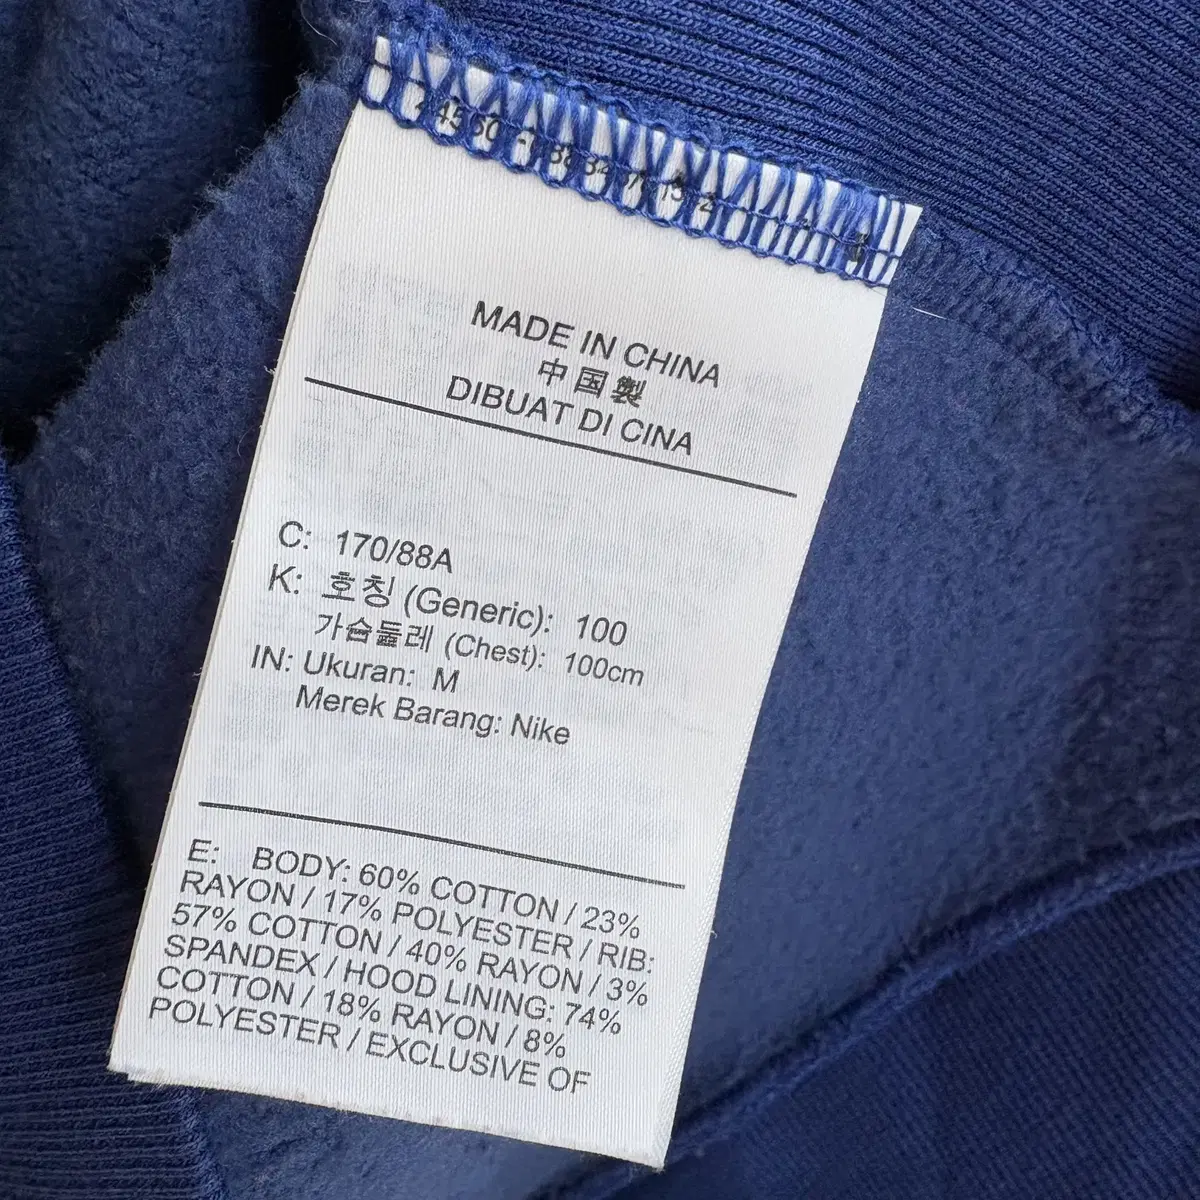 MADE IN CHINA
中国製
DIBUAT DI CINA
C: 170/88A
K: 호칭 (Generic): 100
가슴둘레 (Chest): 100cm
IN: Ukuran: M
Merek Barang: Nike
E: BODY: 60% COTTON / 23%
RAYON / 17% POLYESTER / RIB:
57% COTTON / 40% RAYON / 3%
SPANDEX / HOOD LINING: 74%
COTTON / 18% RAYON / 8%
POLYESTER / EXCLUSIVE OF